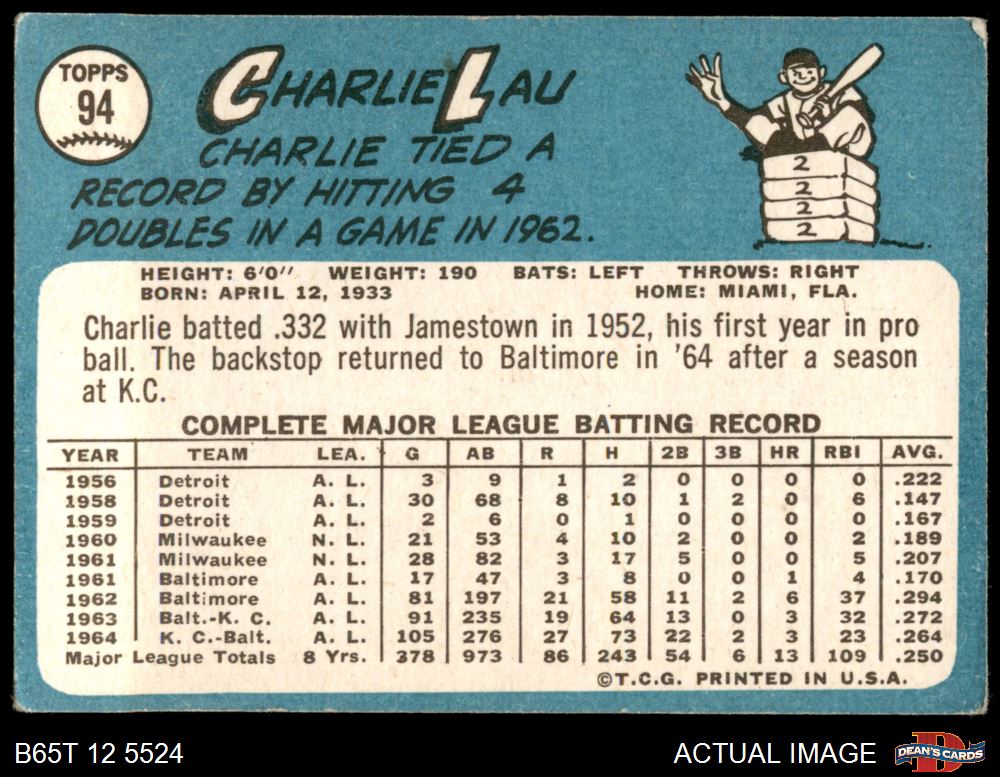 TOPPS
94
CHARLIE LAU
CHARLIE TIED A
RECORD BY HITTING 4
DOUBLES IN A GAME IN 1962.
2
2
2
2
HEIGHT: 6'0" WEIGHT: 190 BATS: LEFT THROWS: RIGHT
BORN: APRIL 12, 1933 HOME: MIAMI, FLA.
Charlie batted .332 with Jamestown in 1952, his first year in pro
ball. The backstop returned to Baltimore in '64 after a season
at K.C.
COMPLETE MAJOR LEAGUE BATTING RECORD
YEAR TEAM LEA. G AB R H 2B 3B HR RBI AVG.
1956 Detroit A. L. 3 9 1 2 0 0 0 0 .222
1958 Detroit A. L. 30 68 8 10 1 2 0 6 .147
1959 Detroit A. L. 2 6 0 1 0 0 0 0 .167
1960 Milwaukee N. L. 21 53 4 10 2 0 0 2 .189
1961 Milwaukee N. L. 28 82 3 17 5 0 0 5 .207
1961 Baltimore A. L. 17 47 3 8 0 0 1 4 .170
1962 Baltimore A. L. 81 197 21 58 11 2 6 37 .294
1963 Balt.-K. C. A. L. 91 235 19 64 13 0 3 32 .272
1964 K. C.-Balt. A. L. 105 276 27 73 22 2 3 23 .264
Major League Totals 8 Yrs. 378 973 86 243 54 6 13 109 .250
©T.C.G. PRINTED IN U.S.A.
B65T 12 5524
ACTUAL IMAGE
DEAN'S CARDS